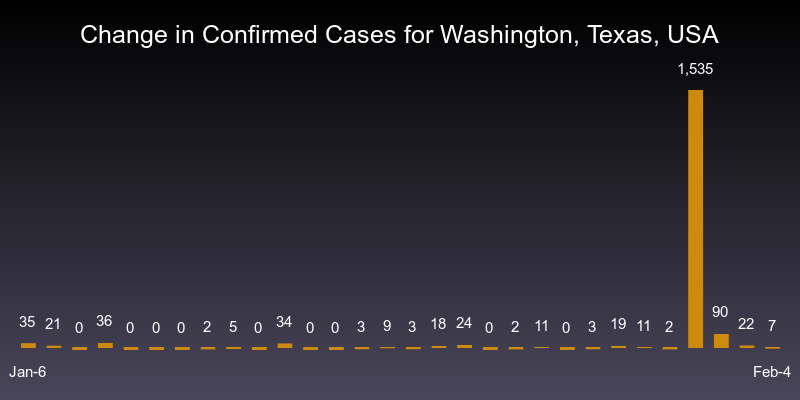 Change in Confirmed Cases for Washington, Texas, USA
1,535
35 21 0 36 0 0 0 2 5 0 34 0 0 3 9 3 18 24 0 2 11 0 3 19 11 2 90 22 7
Jan-6 Feb-4